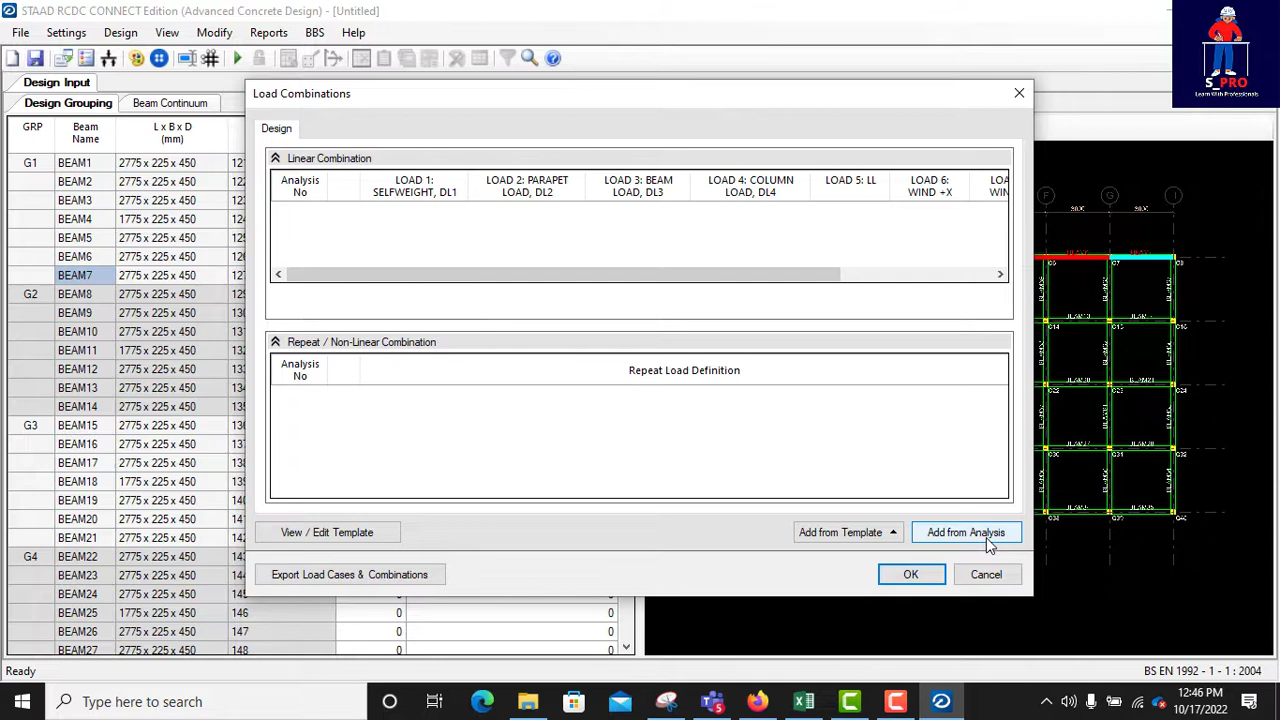 STAAD RCDC CONNECT Edition (Advanced Concrete Design) - [Untitled]
File Settings Design View Modify Reports BBS Help
S_PRO
Learn With Professionals
Design Input
Design Grouping Beam Continuum
GRP Beam Name L x B x D (mm)
G1 BEAM1 2775 x 225 x 450
BEAM2 2775 x 225 x 450
BEAM3 2775 x 225 x 450
BEAM4 2775 x 225 x 450
BEAM5 2775 x 225 x 450
BEAM6 2775 x 225 x 450
BEAM7 2775 x 225 x 450
G2 BEAM8 2775 x 225 x 450
BEAM9 2775 x 225 x 450
BEAM10 2775 x 225 x 450
BEAM11 2775 x 225 x 450
BEAM12 2775 x 225 x 450
BEAM13 2775 x 225 x 450
BEAM14 2775 x 225 x 450
G3 BEAM15 2775 x 225 x 450
BEAM16 2775 x 225 x 450
BEAM17 2775 x 225 x 450
BEAM18 2775 x 225 x 450
BEAM19 2775 x 225 x 450
BEAM20 2775 x 225 x 450
BEAM21 2775 x 225 x 450
G4 BEAM22 2775 x 225 x 450
BEAM23 2775 x 225 x 450
BEAM24 2775 x 225 x 450
BEAM25 1775 x 225 x 450 146 0 0
BEAM26 2775 x 225 x 450 147 0 0
BEAM27 2775 x 225 x 450 148 0 0
Load Combinations
Design
Linear Combination
Analysis No
LOAD 1: SELFWEIGHT, DL1
LOAD 2: PARAPET LOAD, DL2
LOAD 3: BEAM LOAD, DL3
LOAD 4: COLUMN LOAD, DL4
LOAD 5: LL
LOAD 6: WIND +X
Repeat / Non-Linear Combination
Analysis No
Repeat Load Definition
View / Edit Template Add from Template Add from Analysis
Export Load Cases & Combinations OK Cancel
F G I
Ready BS EN 1992 - 1 - 1 : 2004
Type here to search
12:46 PM
10/17/2022